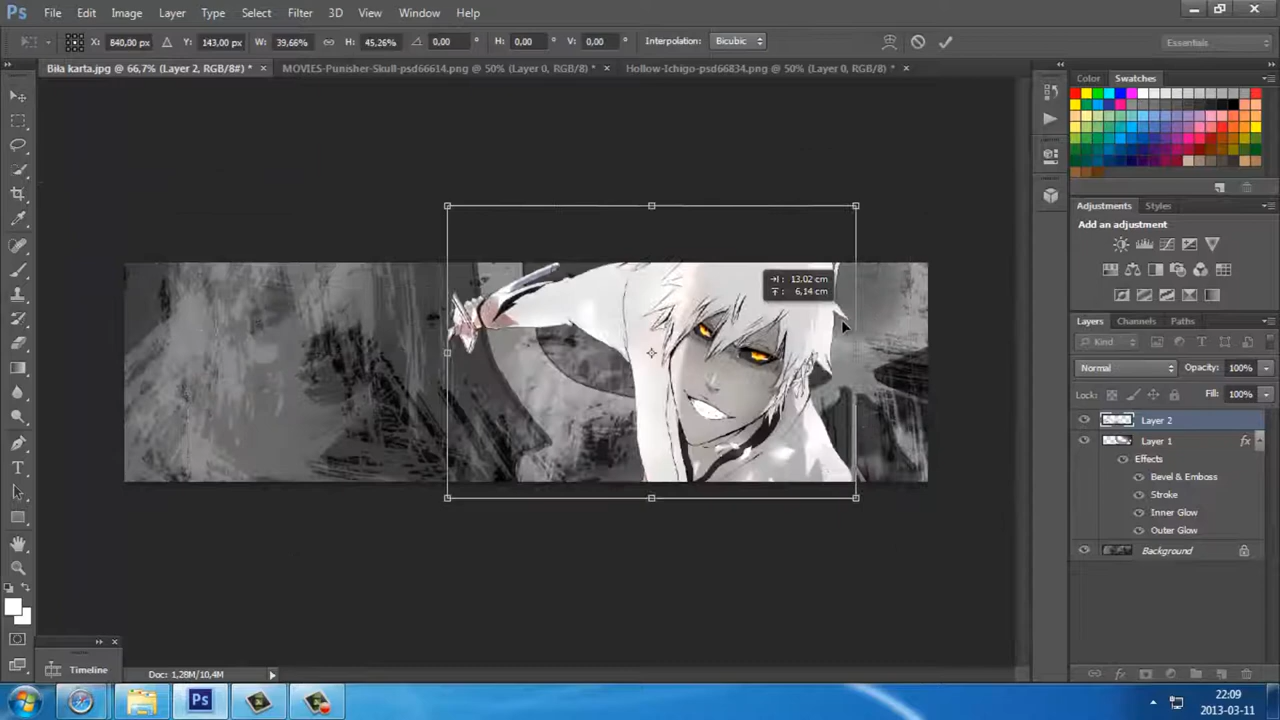 Ps File Edit Image Layer Type Select Filter 3D View Window Help
X: 840,00 px Y: 143,00 px W: 39,66% H: 45,26% 0,00 ° H: 0,00 ° V: 0,00 ° Interpolation: Bicubic Essentials
Biła karta.jpg @ 66,7% (Layer 2, RGB/8#) * × MOVIES-Punisher-Skull-psd66614.png @ 50% (Layer 0, RGB/8) * × Hollow-Ichigo-psd66834.png @ 50% (Layer 0, RGB/8) * ×
Color Swatches
Adjustments Styles
Add an adjustment
13,02 cm
6,14 cm
Layers Channels Paths
Kind
Normal Opacity: 100%
Lock: Fill: 100%
Layer 2
Layer 1 fx
Effects
Bevel & Emboss
Stroke
Inner Glow
Outer Glow
Background
Timeline
Doc: 1,28M/10,4M
Ps
22:09
2013-03-11